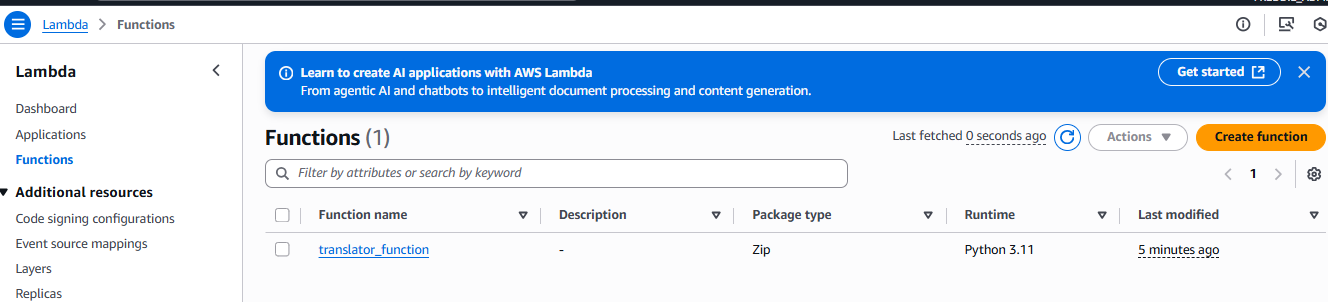 Lambda > Functions
Lambda
Dashboard
Applications
Functions
Additional resources
Code signing configurations
Event source mappings
Layers
Replicas
Learn to create AI applications with AWS Lambda
From agentic AI and chatbots to intelligent document processing and content generation.
Get started
Functions (1)
Last fetched 0 seconds ago
Actions
Create function
Filter by attributes or search by keyword
1
Function name Description Package type Runtime Last modified
translator_function - Zip Python 3.11 5 minutes ago